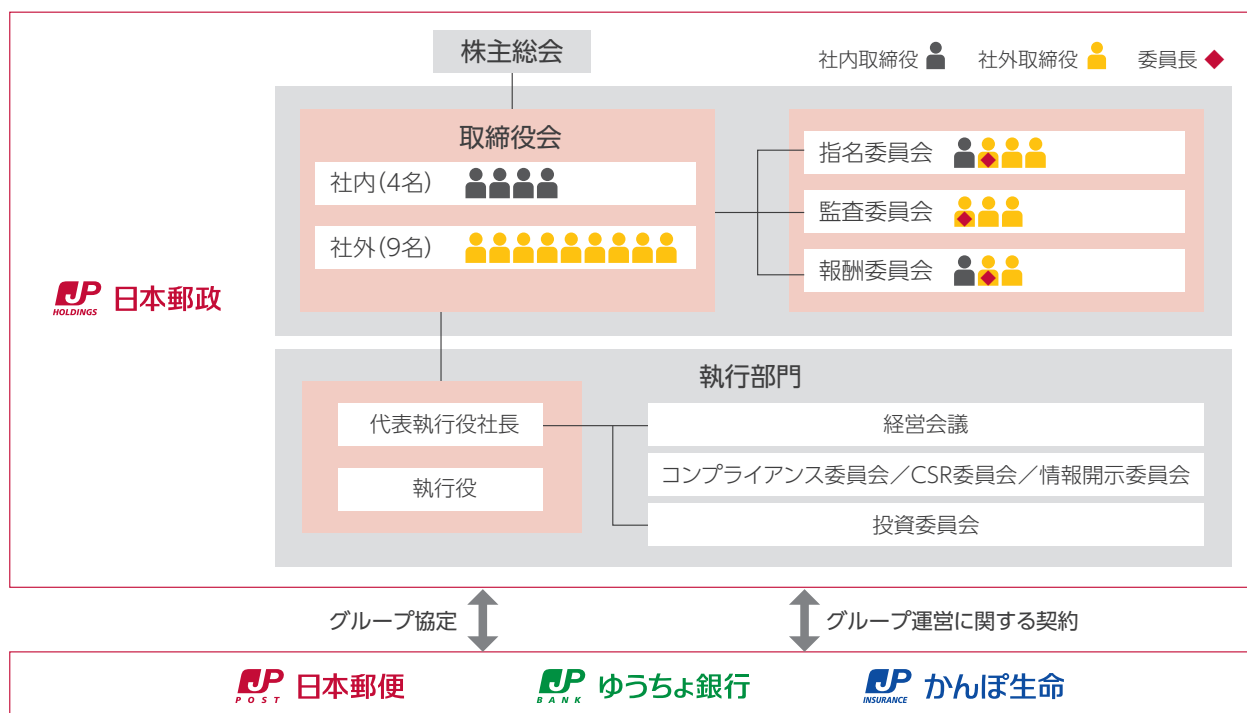 株主総会
社内取締役
社外取締役
委員長
取締役会
社内(4名)
社外(9名)
指名委員会
監査委員会
報酬委員会
JP
HOLDINGS
日本郵政
執行部門
代表執行役社長
執行役
経営会議
コンプライアンス委員会／CSR委員会／情報開示委員会
投資委員会
グループ協定
グループ運営に関する契約
JP
POST
日本郵便
JP
BANK
ゆうちょ銀行
JP
INSURANCE
かんぽ生命